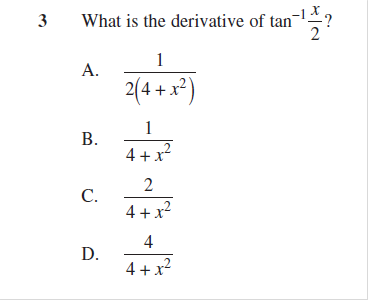 3 What is the derivative of tan⁻¹ x/2?
A. 1/2(4 + x²)
B. 1/4 + x²
C. 2/4 + x²
D. 4/4 + x²